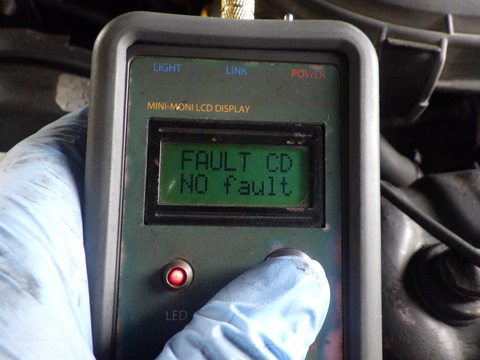 LIGHT LINK POWER
MINI-MONI LCD DISPLAY
FAULT CD
NO fault
LED